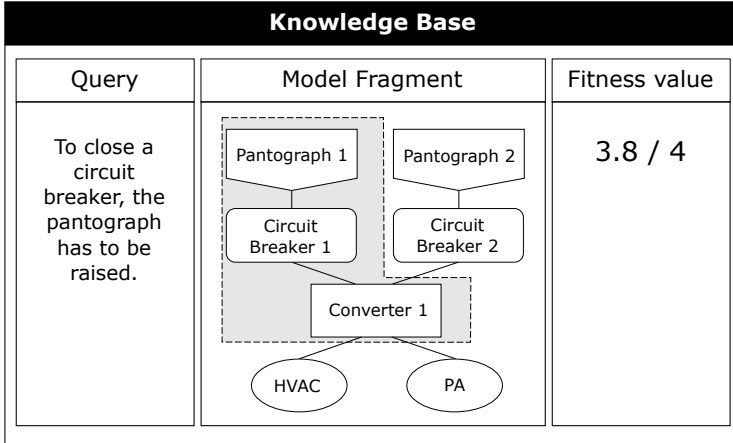 Knowledge Base
Query
Model Fragment
Fitness value
To close a
circuit
breaker, the
pantograph
has to be
raised.
Pantograph 1
Pantograph 2
Circuit
Breaker 1
Circuit
Breaker 2
Converter 1
HVAC
PA
3.8 / 4